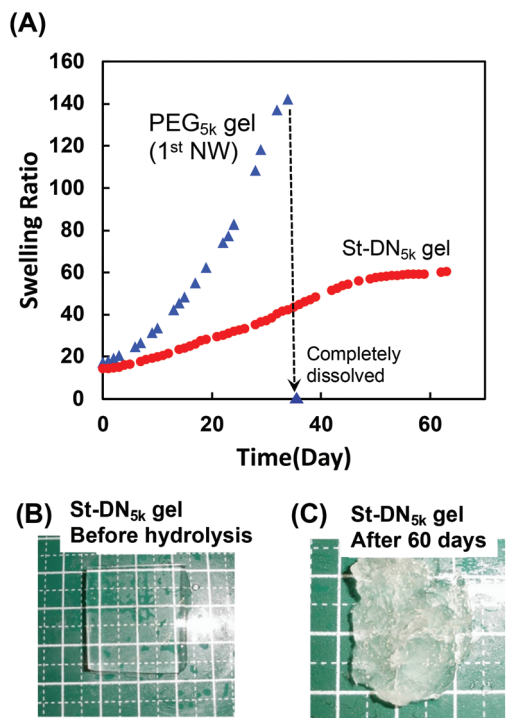 (A)
160
140
120
100
80
60
40
20
0
0
20
40
60
Swelling Ratio
Time(Day)
PEG5k gel
(1st NW)
St-DN5k gel
Completely
dissolved
(B)
St-DN5k gel
Before hydrolysis
(C)
St-DN5k gel
After 60 days